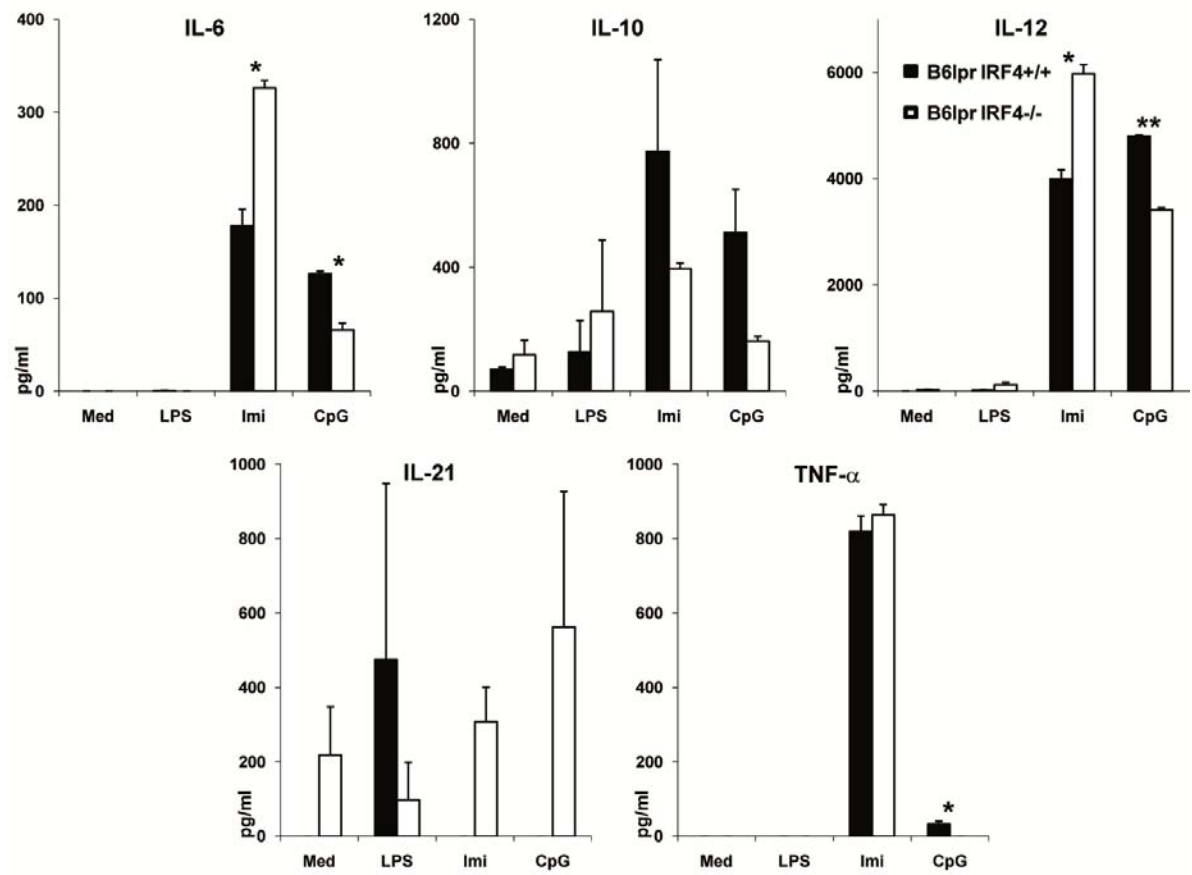 IL-6
400
300
200
100
0
pg/ml
*
*
Med LPS Imi CpG
IL-10
1200
800
400
0
pg/ml
Med LPS Imi CpG
IL-12
6000
4000
2000
0
pg/ml
B6lpr IRF4+/+
B6lpr IRF4-/-
*
**
Med LPS Imi CpG
IL-21
1000
800
600
400
200
0
pg/ml
Med LPS Imi CpG
TNF-α
1000
800
600
400
200
0
pg/ml
*
Med LPS Imi CpG